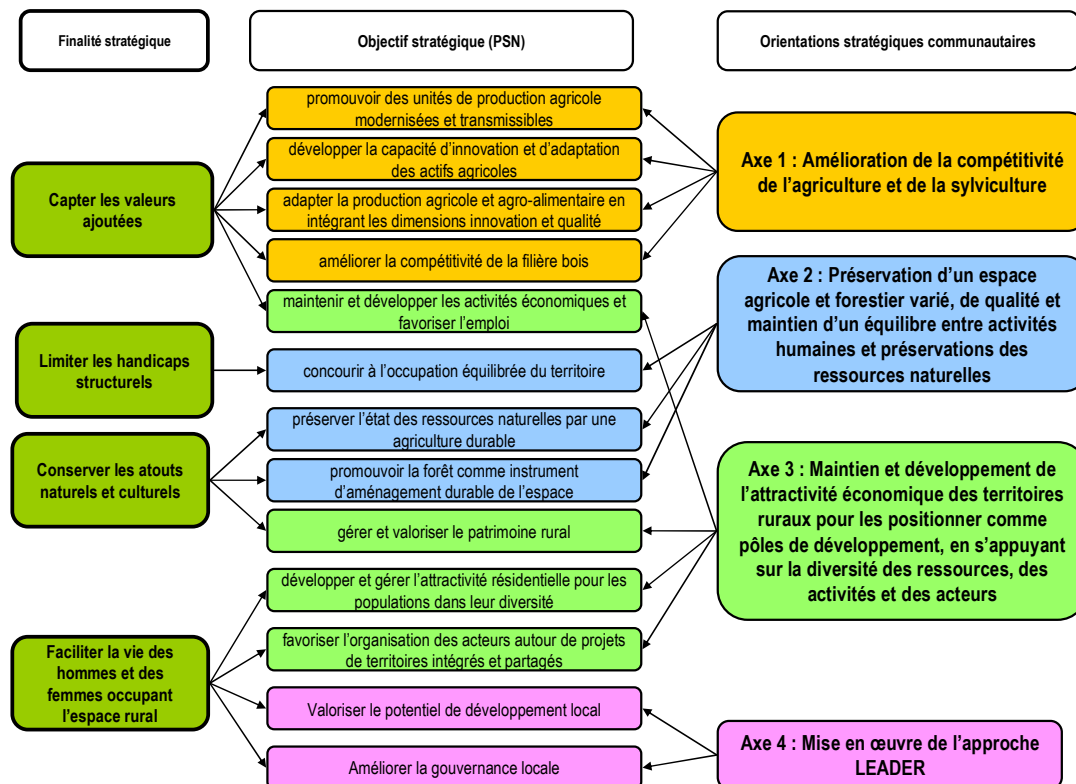 Finalité stratégique
Objectif stratégique (PSN)
Orientations stratégiques communautaires
promouvoir des unités de production agricole
modernisées et transmissibles
développer la capacité d'innovation et d'adaptation
des actifs agricoles
Capter les valeurs
ajoutées
adapter la production agricole et agro-alimentaire en
intégrant les dimensions innovation et qualité
améliorer la compétitivité de la filière bois
maintenir et développer les activités économiques et
favoriser l'emploi
Axe 1 : Amélioration de la compétitivité
de l'agriculture et de la sylviculture
Limiter les handicaps
structurels
concourir à l'occupation équilibrée du territoire
Axe 2 : Préservation d'un espace
agricole et forestier varié, de qualité et
maintien d'un équilibre entre activités
humaines et préservations des
ressources naturelles
Conserver les atouts
naturels et culturels
préserver l'état des ressources naturelles par une
agriculture durable
promouvoir la forêt comme instrument
d'aménagement durable de l'espace
gérer et valoriser le patrimoine rural
Axe 3 : Maintien et développement de
l'attractivité économique des territoires
ruraux pour les positionner comme
pôles de développement, en s'appuyant
sur la diversité des ressources, des
activités et des acteurs
Faciliter la vie des
hommes et des
femmes occupant
l'espace rural
développer et gérer l'attractivité résidentielle pour les
populations dans leur diversité
favoriser l'organisation des acteurs autour de projets
de territoires intégrés et partagés
Valoriser le potentiel de développement local
Améliorer la gouvernance locale
Axe 4 : Mise en œuvre de l'approche
LEADER